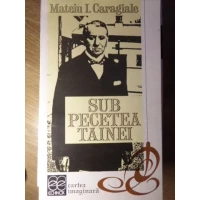 Mateiu I. Caragiale
SUB
PECETEA
TAINEI
cartea
imaginară